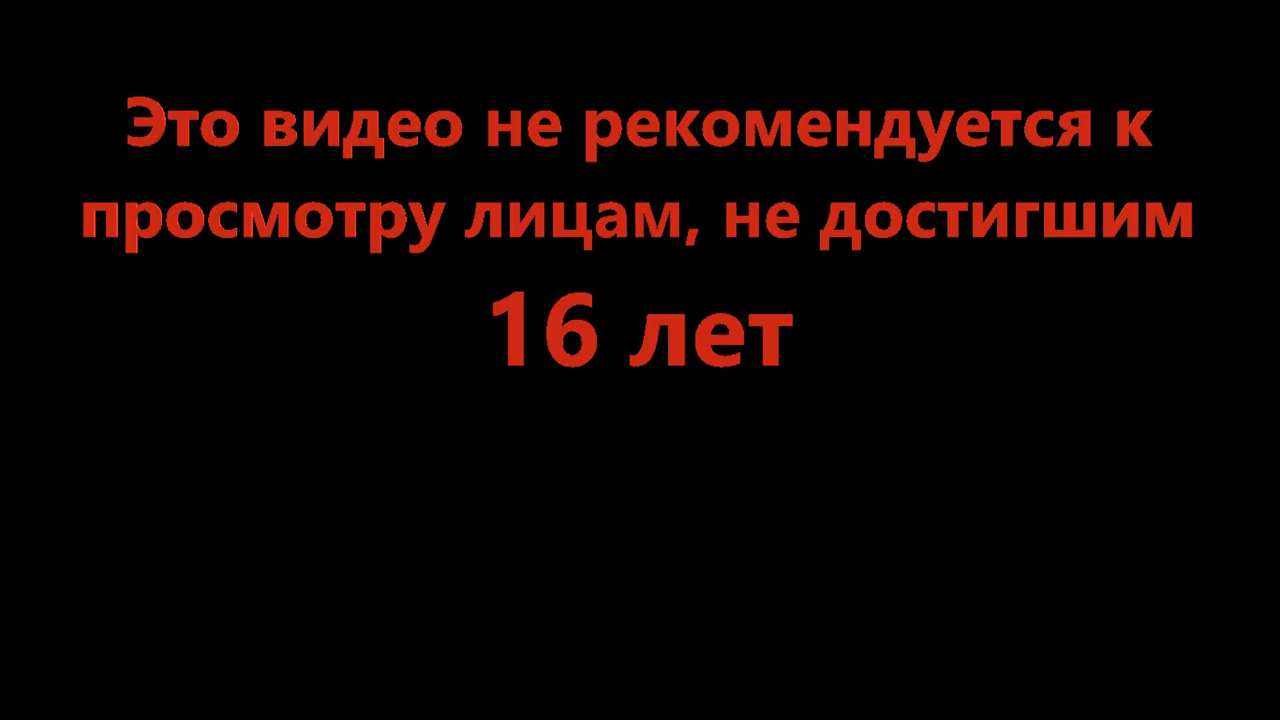 Это видео не рекомендуется к
просмотру лицам, не достигшим
16 лет